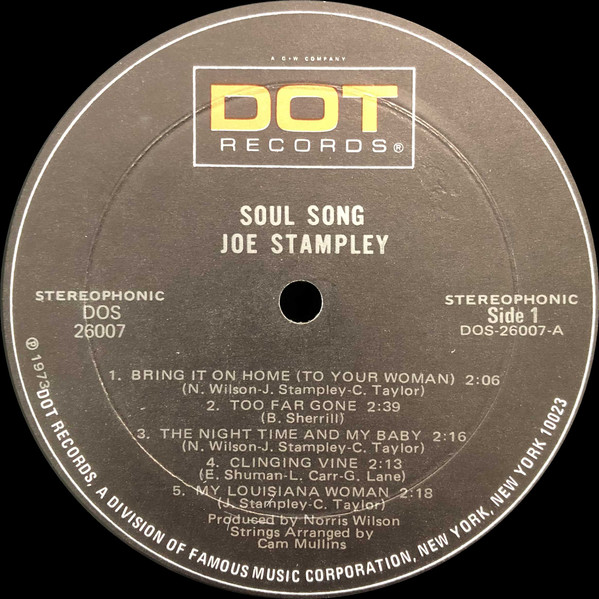 A G+W COMPANY
DOT
RECORDS®
SOUL SONG
JOE STAMPLEY
STEREOPHONIC
DOS
26007
STEREOPHONIC
Side 1
DOS-26007-A
1. BRING IT ON HOME (TO YOUR WOMAN) 2:06
(N. Wilson-J. Stampley-C. Taylor)
2. TOO FAR GONE 2:39
(B. Sherrill)
3. THE NIGHT TIME AND MY BABY 2:16
(N. Wilson-J. Stampley-C. Taylor)
4. CLINGING VINE 2:13
(E. Shuman-L. Carr-G. Lane)
5. MY LOUISIANA WOMAN 2:18
(J. Stampley-C. Taylor)
Produced by Norris Wilson
Strings Arranged by
Cam Mullins
℗ 1973 DOT RECORDS, A DIVISION OF FAMOUS MUSIC CORPORATION, NEW YORK, NEW YORK 10023